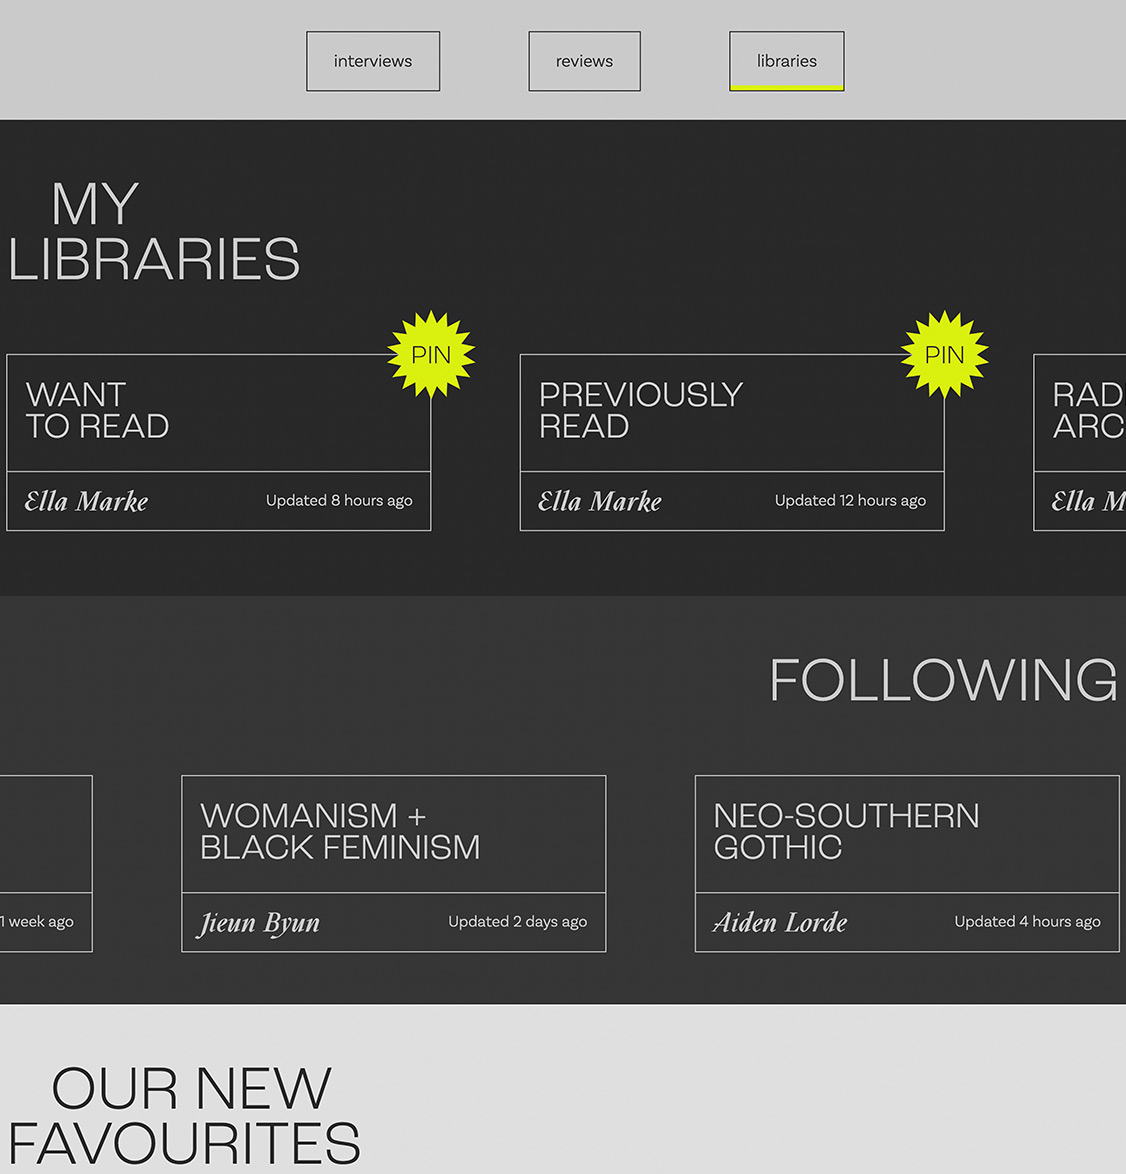 interviews
reviews
libraries
MY
LIBRARIES
PIN
WANT
TO READ
Ella Marke
Updated 8 hours ago
PIN
PREVIOUSLY
READ
Ella Marke
Updated 12 hours ago
RAD
ARC
Ella M
FOLLOWING
1 week ago
WOMANISM +
BLACK FEMINISM
Jieun Byun
Updated 2 days ago
NEO-SOUTHERN
GOTHIC
Aiden Lorde
Updated 4 hours ago
OUR NEW
FAVOURITES